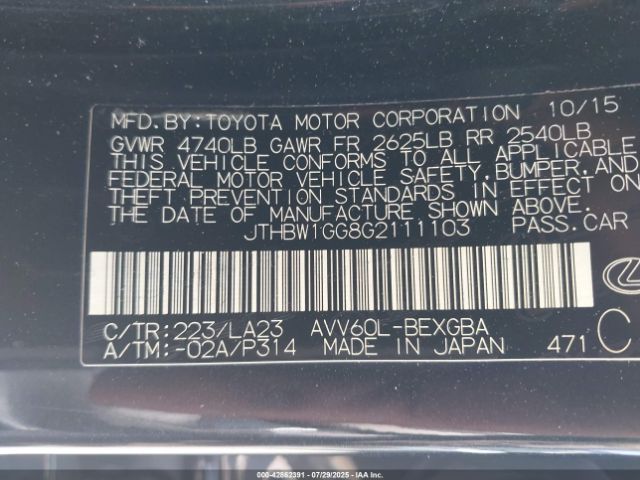 MFD.BY:TOYOTA MOTOR CORPORATION 10/15
GVWR 4740LB GAWR FR 2625LB RR 2540LB
THIS VEHICLE CONFORMS TO ALL APPLICABLE
FEDERAL MOTOR VEHICLE SAFETY,BUMPER,AND
THEFT PREVENTION STANDARDS IN EFFECT ON
THE DATE OF MANUFACTURE SHOWN ABOVE.
JTHBW1GG8G2111103 PASS.CAR
C/TR:223/LA23 AVV60L-BEXGBA C
A/TM:-02A/P314 MADE IN JAPAN 471
000-42862391 - 07/29/2025 - IAAI.COM